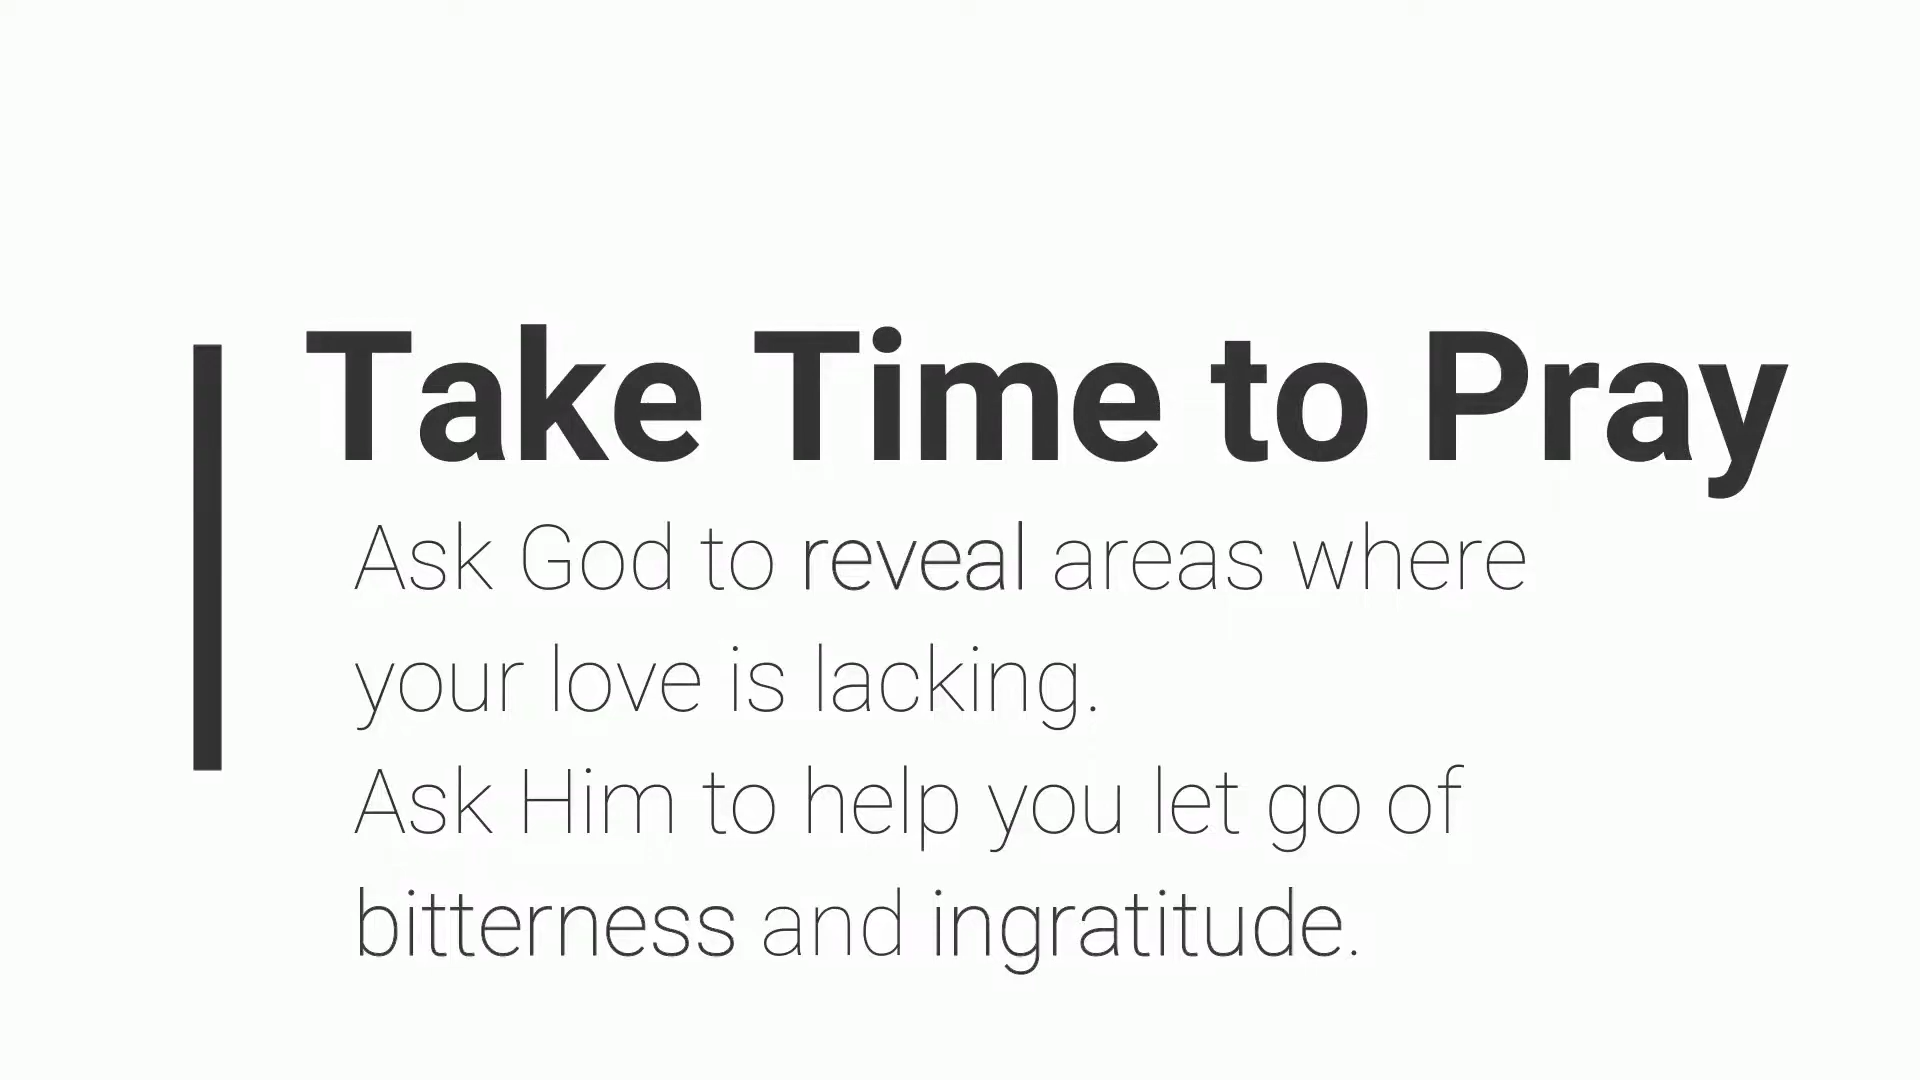 Take Time to Pray
Ask God to reveal areas where
your love is lacking.
Ask Him to help you let go of
bitterness and ingratitude.